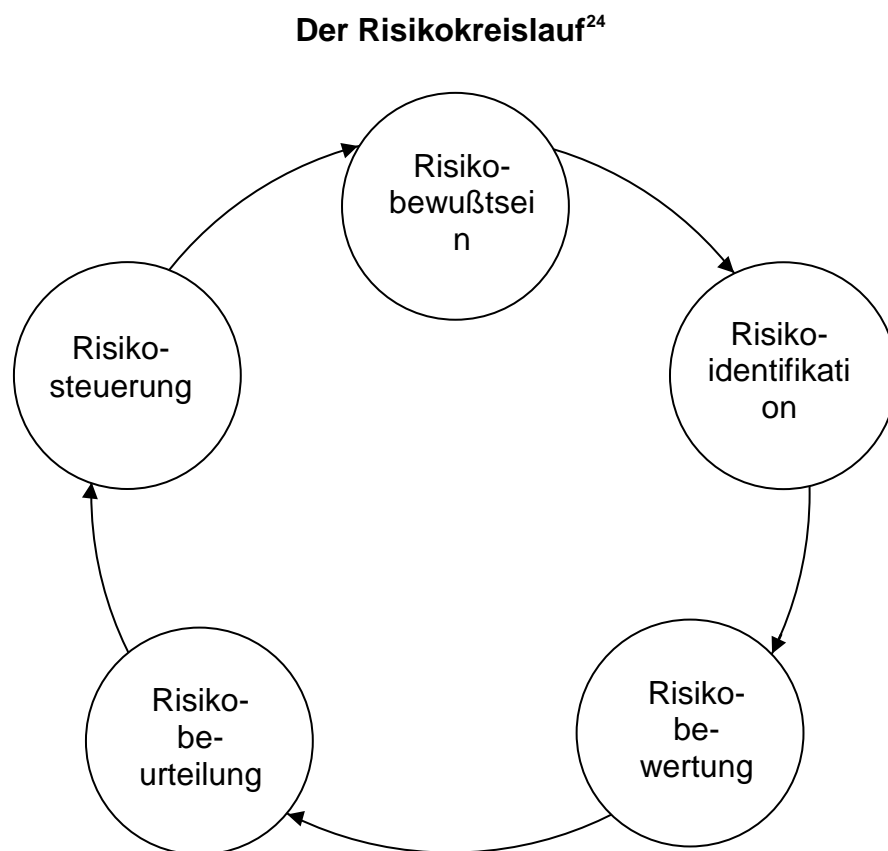 Der Risikokreislauf24
Risiko-
bewußtsei
n
Risiko-
identifikati
on
Risiko-
be-
wertung
Risiko-
be-
urteilung
Risiko-
steuerung